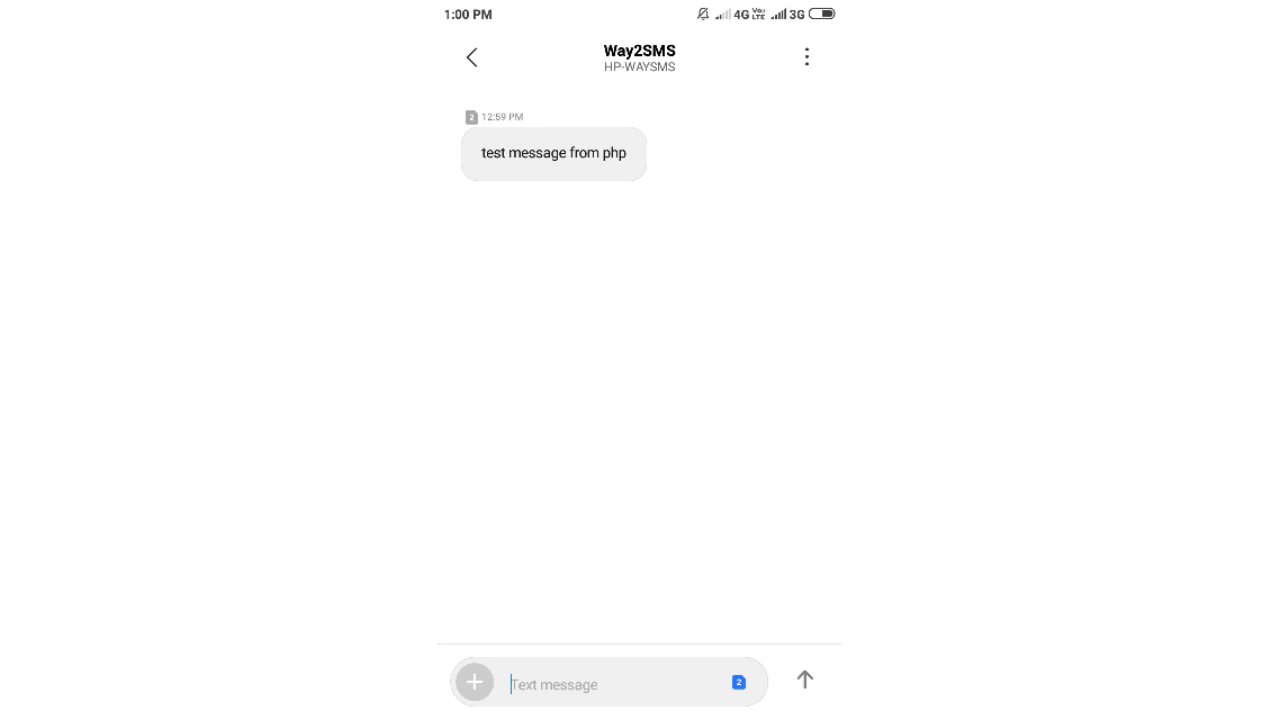 1:00 PM 4G VoLTE 3G
Way2SMS
HP-WAYSMS
2 12:59 PM
test message from php
Text message 2